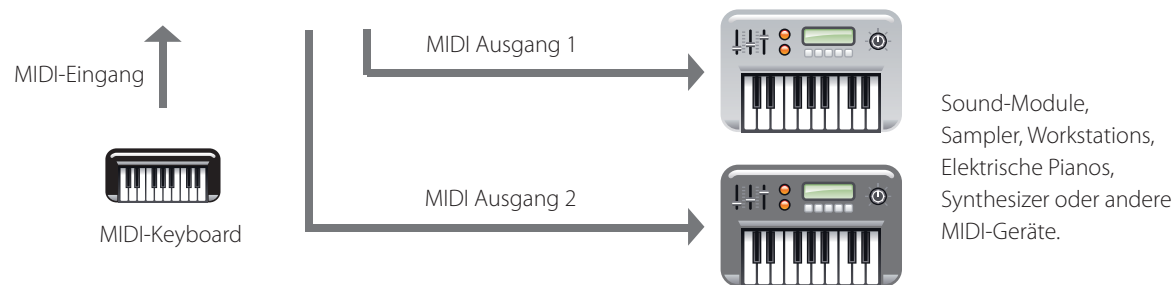 MIDI Ausgang 1
MIDI-Eingang
MIDI-Keyboard
MIDI Ausgang 2
Sound-Module,
Sampler, Workstations,
Elektrische Pianos,
Synthesizer oder andere
MIDI-Geräte.